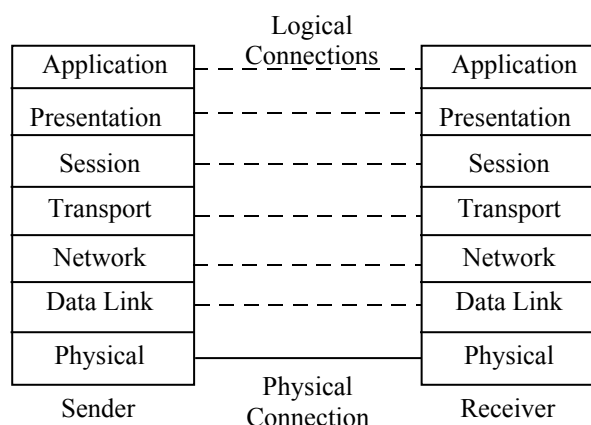 Logical
Connections
Application
Application
Presentation
Presentation
Session
Session
Transport
Transport
Network
Network
Data Link
Data Link
Physical
Physical
Physical
Connection
Sender
Receiver